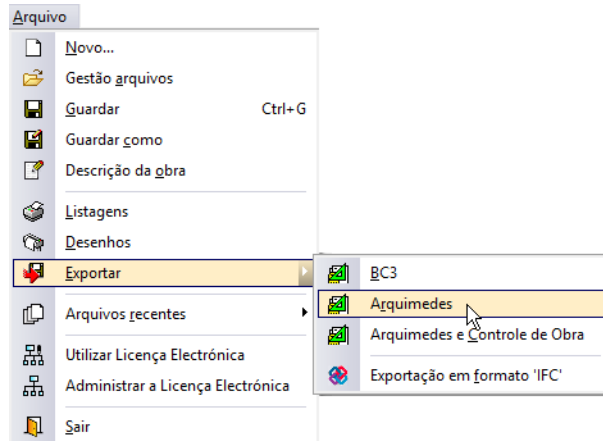 Arquivo
Novo...
Gestão arquivos
Guardar Ctrl+G
Guardar como
Descrição da obra
Listagens
Desenhos
Exportar
BC3
Arquimedes
Arquivos recentes
Arquimedes e Controle de Obra
Utilizar Licença Electrónica
Exportação em formato 'IFC'
Administrar a Licença Electrónica
Sair